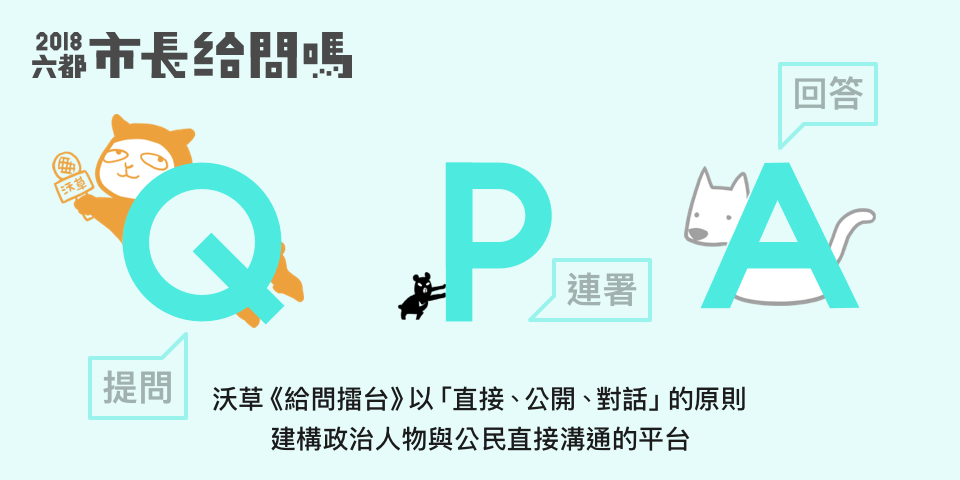 2018
六都市長給問嗎
回答
沃草
Q P A
連署
提問
沃草《給問擂台》以「直接、公開、對話」的原則
建構政治人物與公民直接溝通的平台